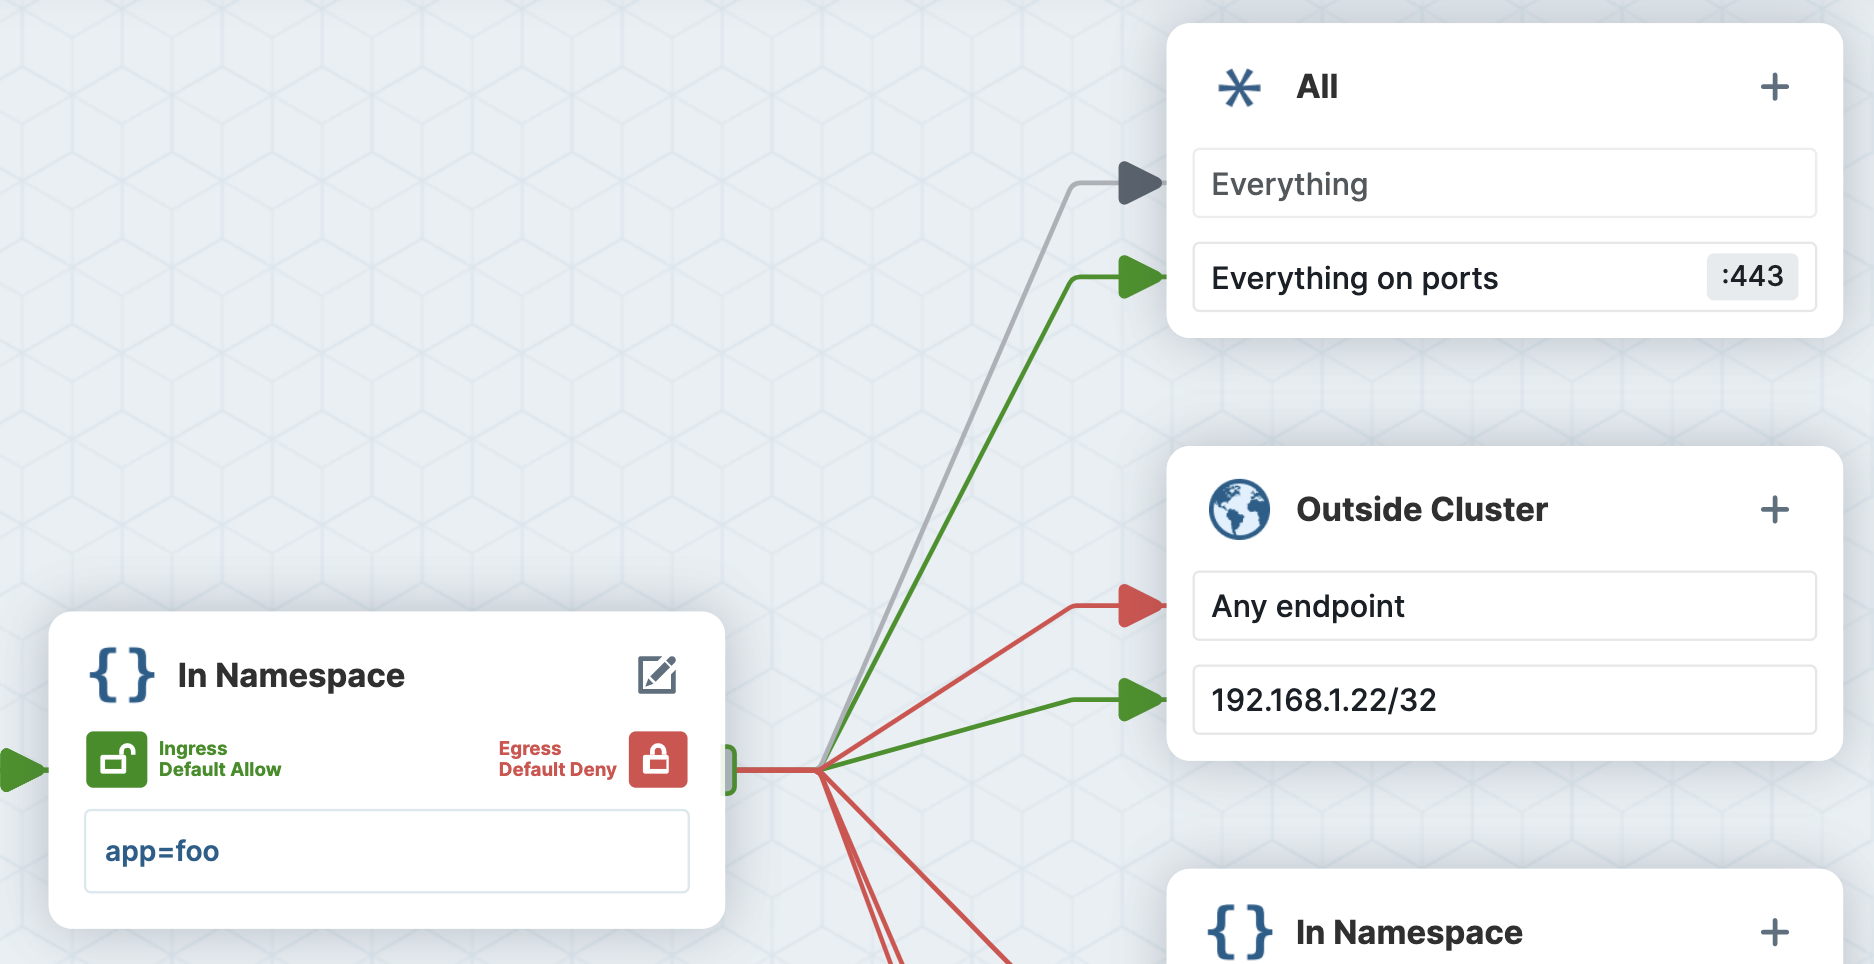 All
Everything
Everything on ports :443
Outside Cluster
Any endpoint
192.168.1.22/32
{} In Namespace
Ingress
Default Allow
Egress
Default Deny
app=foo
{} In Namespace